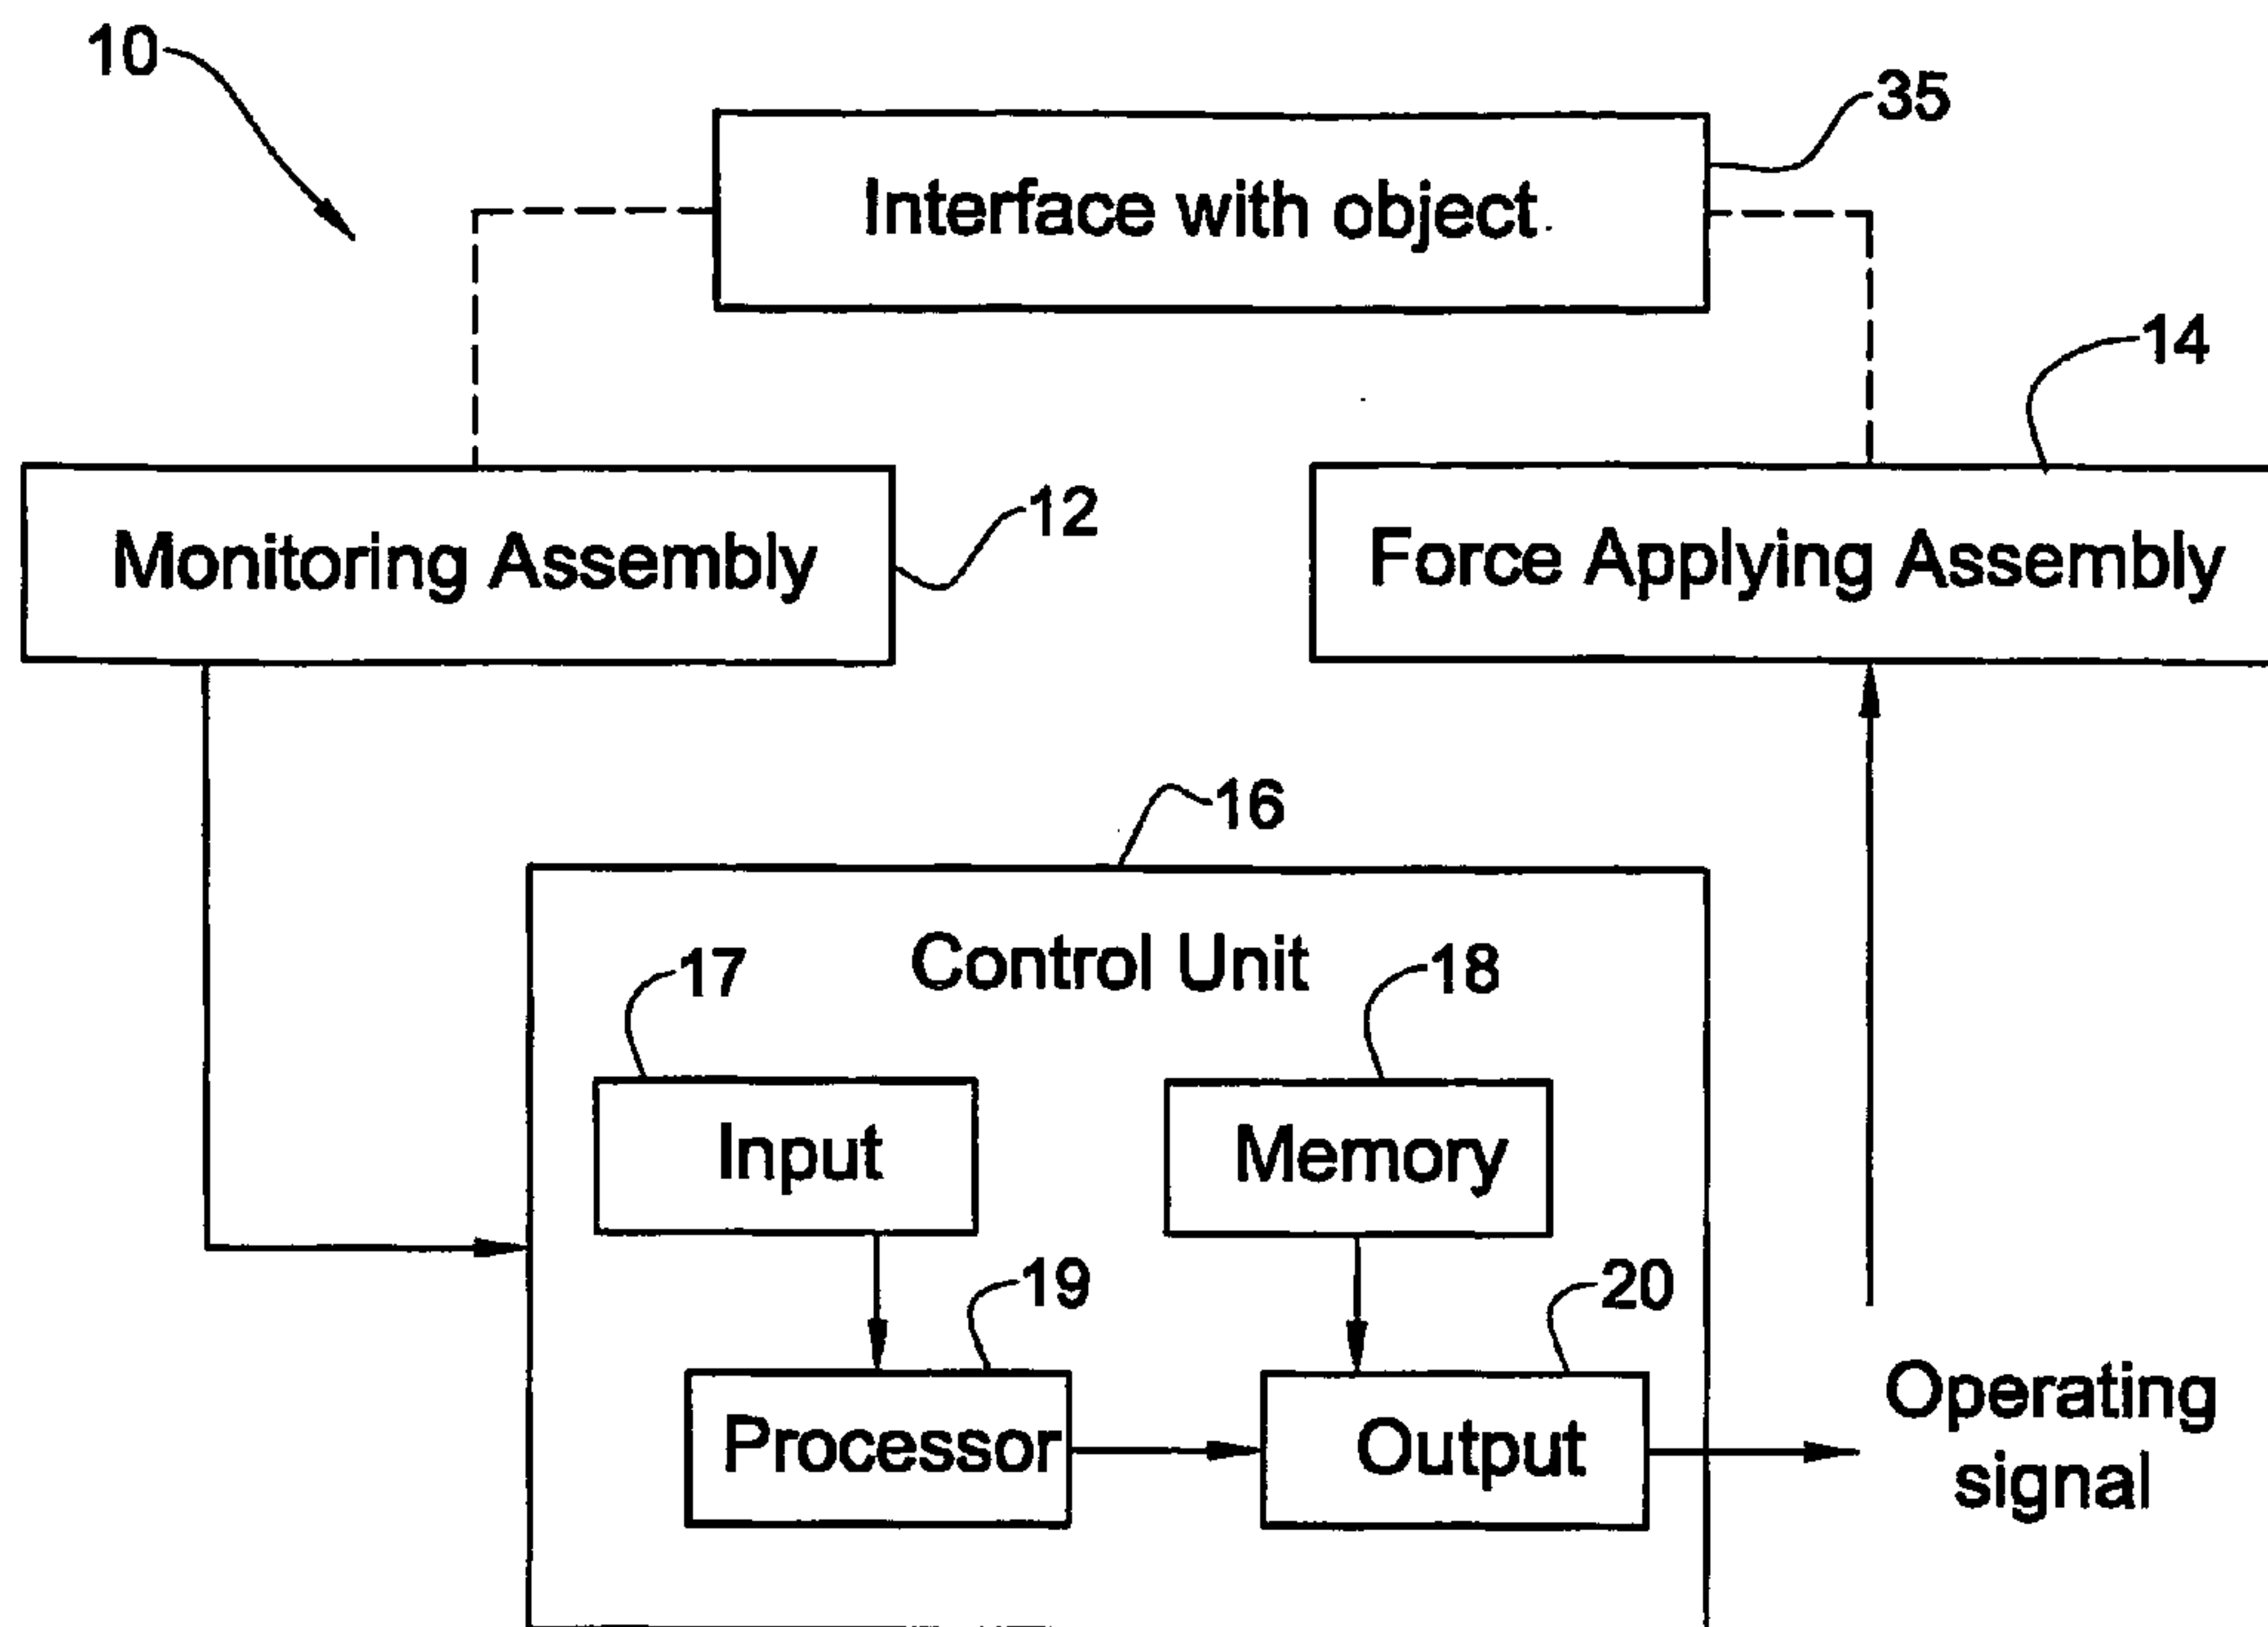 10
35
Interface with object
14
12
Monitoring Assembly
Force Applying Assembly
16
Control Unit
17
18
Input
Memory
19
20
Processor
Output
Operating
signal